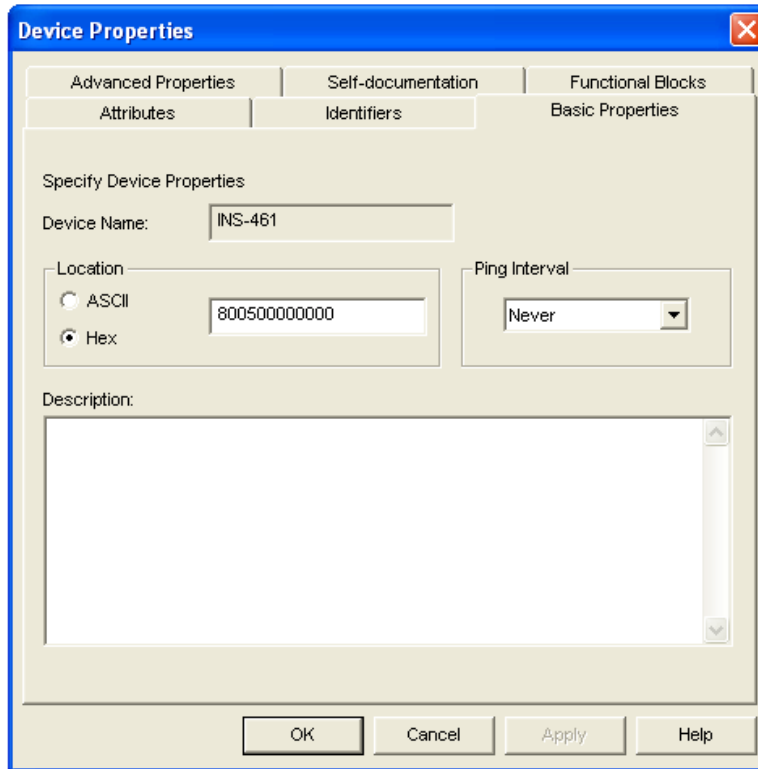 Device Properties
Advanced Properties Self-documentation Functional Blocks
Attributes Identifiers Basic Properties
Specify Device Properties
Device Name: INS-461
Location Ping Interval
ASCII
800500000000 Never
Hex
Description:
OK Cancel Apply Help